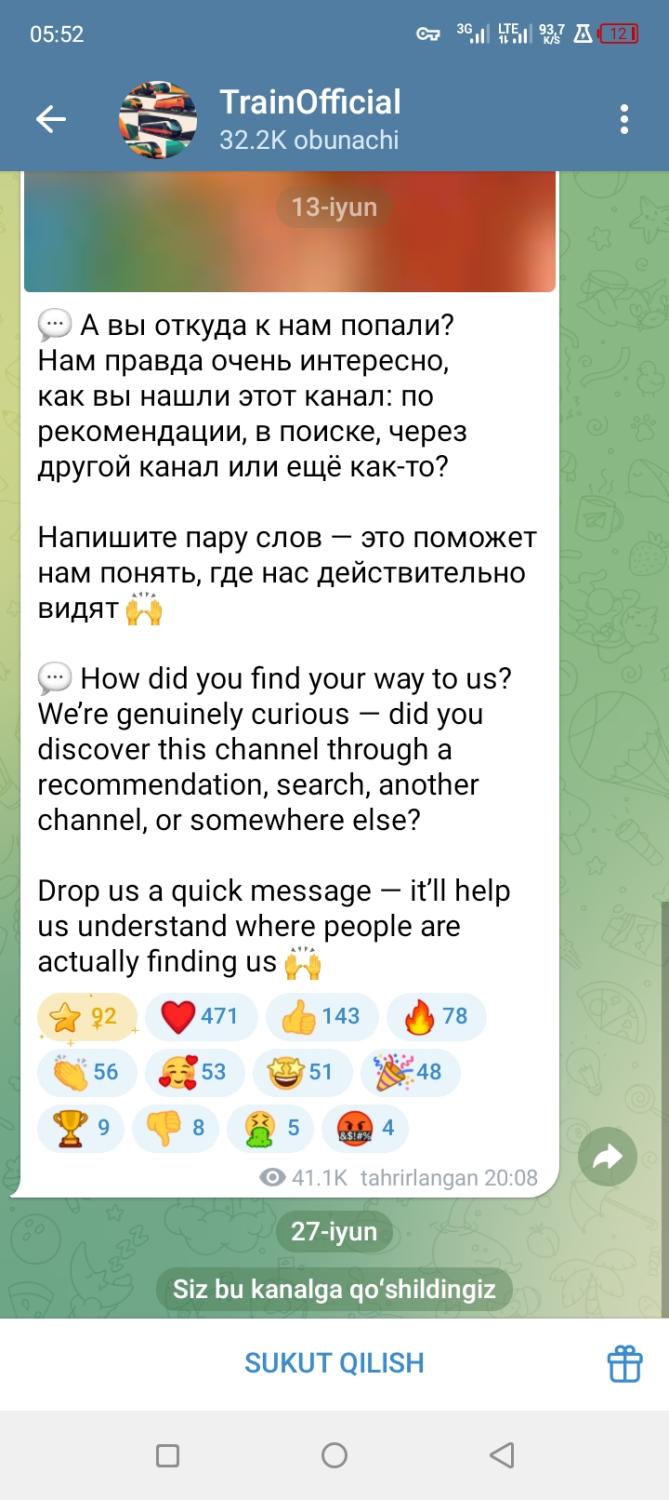 05:52
3G LTE 93,7 K/S 12
TrainOfficial
32.2K obunachi
13-iyun
💬 А вы откуда к нам попали?
Нам правда очень интересно,
как вы нашли этот канал: по
рекомендации, в поиске, через
другой канал или ещё как-то?
Напишите пару слов — это поможет
нам понять, где нас действительно
видят 🙌
💬 How did you find your way to us?
We’re genuinely curious — did you
discover this channel through a
recommendation, search, another
channel, or somewhere else?
Drop us a quick message — it’ll help
us understand where people are
actually finding us 🙌
⭐ 92 ❤️ 471 👍 143 🔥 78
👏 56 🥰 53 🤩 51 🎉 48
🏆 9 👎 8 🤮 5 🤬 4
41.1K tahrirlangan 20:08
27-iyun
Siz bu kanalga qo‘shildingiz
SUKUT QILISH